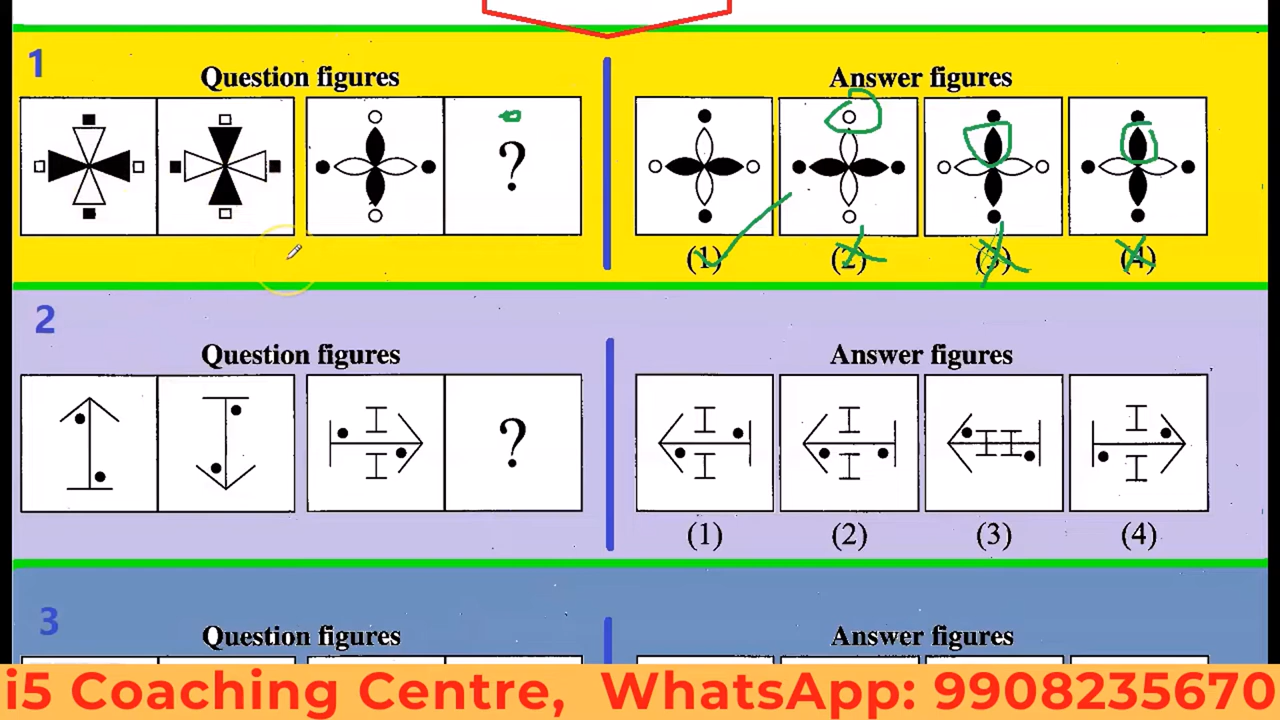 1
Question figures
Answer figures
?
(1) (2) (3) (4)
2
Question figures
Answer figures
?
(1) (2) (3) (4)
3
Question figures
Answer figures
i5 Coaching Centre, WhatsApp: 9908235670